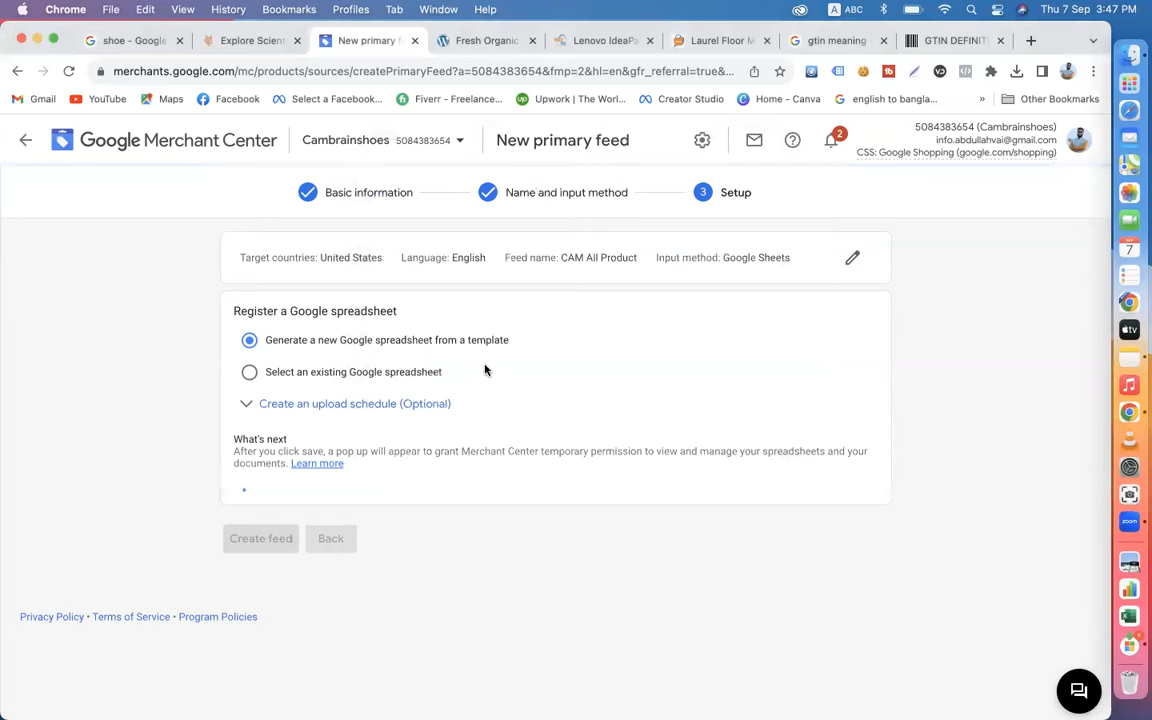 Chrome File Edit View History Bookmarks Profiles Tab Window Help A ABC Thu 7 Sep 3:47 PM
shoe - Google Explore Scien New primary f Fresh Organic Lenovo IdeaPa Laurel Floor M gtin meaning - GTIN DEFINIT
merchants.google.com/mc/products/sources/createPrimaryFeed?a=5084383654&fmp=2&hl=en&gfr_referral=true&...
Gmail YouTube Maps Facebook Select a Facebook... Fiverr - Freelance... Upwork | The Worl... Creator Studio Home - Canva english to bangla... » Other Bookmarks
Google Merchant Center Cambrainshoes 5084383654 New primary feed 2
5084383654 (Cambrainshoes)
info.abdullahvai@gmail.com
CSS: Google Shopping (google.com/shopping)
Basic information Name and input method 3 Setup
Target countries: United States Language: English Feed name: CAM All Product Input method: Google Sheets
Register a Google spreadsheet
Generate a new Google spreadsheet from a template
Select an existing Google spreadsheet
Create an upload schedule (Optional)
What's next
After you click save, a pop up will appear to grant Merchant Center temporary permission to view and manage your spreadsheets and your
documents. Learn more
Create feed Back
Privacy Policy • Terms of Service • Program Policies
tv
zoom